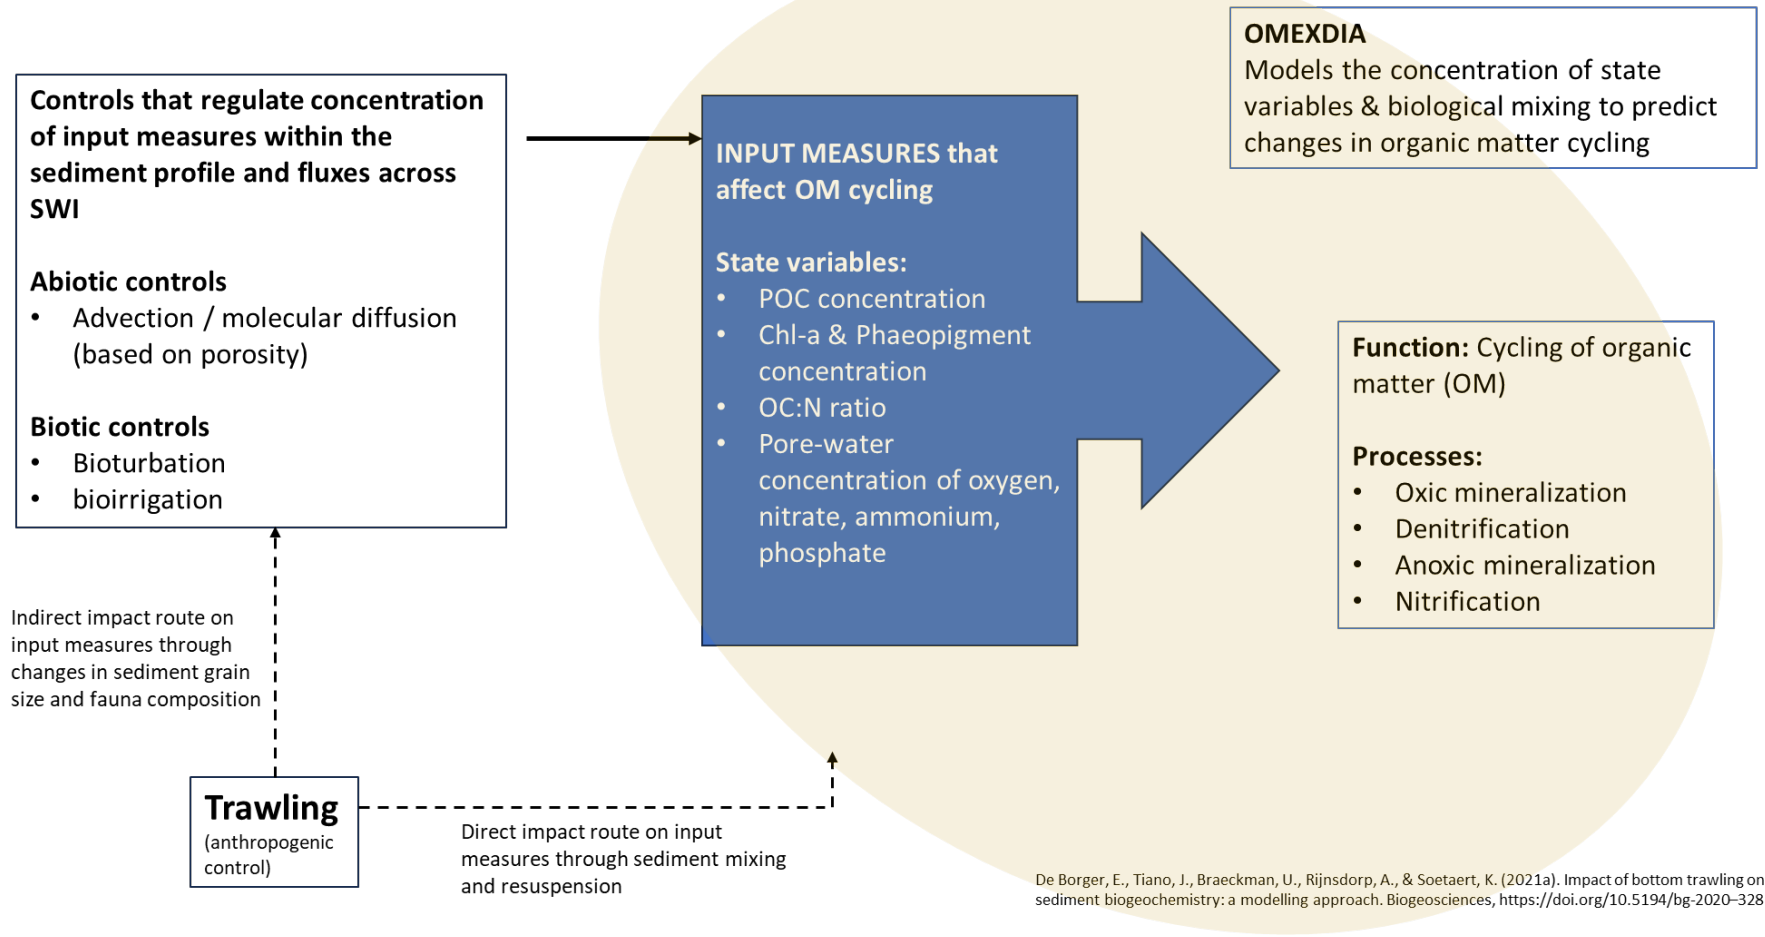 Controls that regulate concentration
of input measures within the
sediment profile and fluxes across
SWI
Abiotic controls
• Advection / molecular diffusion
(based on porosity)
Biotic controls
• Bioturbation
• bioirrigation
INPUT MEASURES that
affect OM cycling
State variables:
• POC concentration
• Chl-a & Phaeopigment
concentration
• OC:N ratio
• Pore-water
concentration of oxygen,
nitrate, ammonium,
phosphate
OMEXDIA
Models the concentration of state
variables & biological mixing to predict
changes in organic matter cycling
Function: Cycling of organic
matter (OM)
Processes:
• Oxic mineralization
• Denitrification
• Anoxic mineralization
• Nitrification
Indirect impact route on
input measures through
changes in sediment grain
size and fauna composition
Trawling
(anthropogenic
control)
Direct impact route on input
measures through sediment mixing
and resuspension
De Borger, E., Tiano, J., Braeckman, U., Rijnsdorp, A., & Soetaert, K. (2021a). Impact of bottom trawling on
sediment biogeochemistry: a modelling approach. Biogeosciences, https://doi.org/10.5194/bg-2020–328